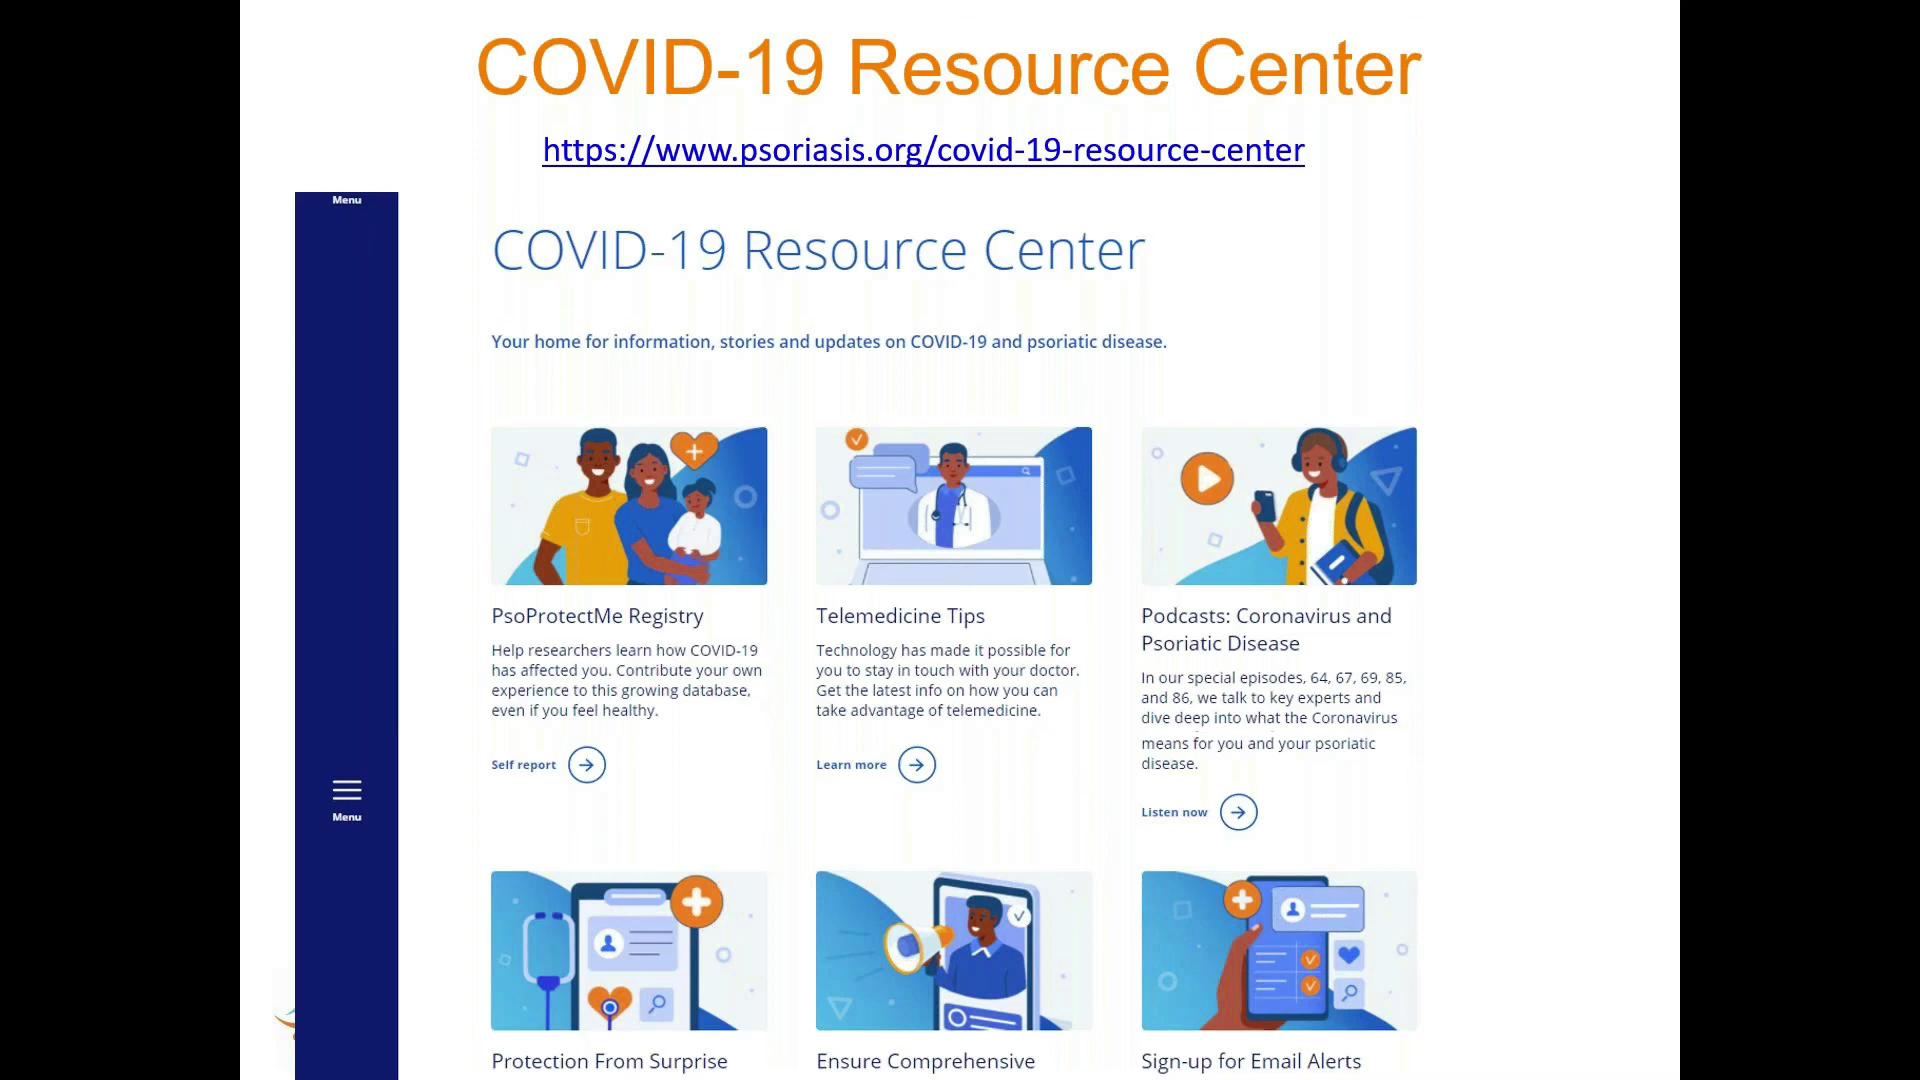 COVID-19 Resource Center
https://www.psoriasis.org/covid-19-resource-center
Menu
COVID-19 Resource Center
Your home for information, stories and updates on COVID-19 and psoriatic disease.
PsoProtectMe Registry
Help researchers learn how COVID-19
has affected you. Contribute your own
experience to this growing database,
even if you feel healthy.
Self report
Telemedicine Tips
Technology has made it possible for
you to stay in touch with your doctor.
Get the latest info on how you can
take advantage of telemedicine.
Learn more
Podcasts: Coronavirus and
Psoriatic Disease
In our special episodes, 64, 67, 69, 85,
and 86, we talk to key experts and
dive deep into what the Coronavirus
means for you and your psoriatic
disease.
Listen now
Menu
Protection From Surprise
Ensure Comprehensive
Sign-up for Email Alerts